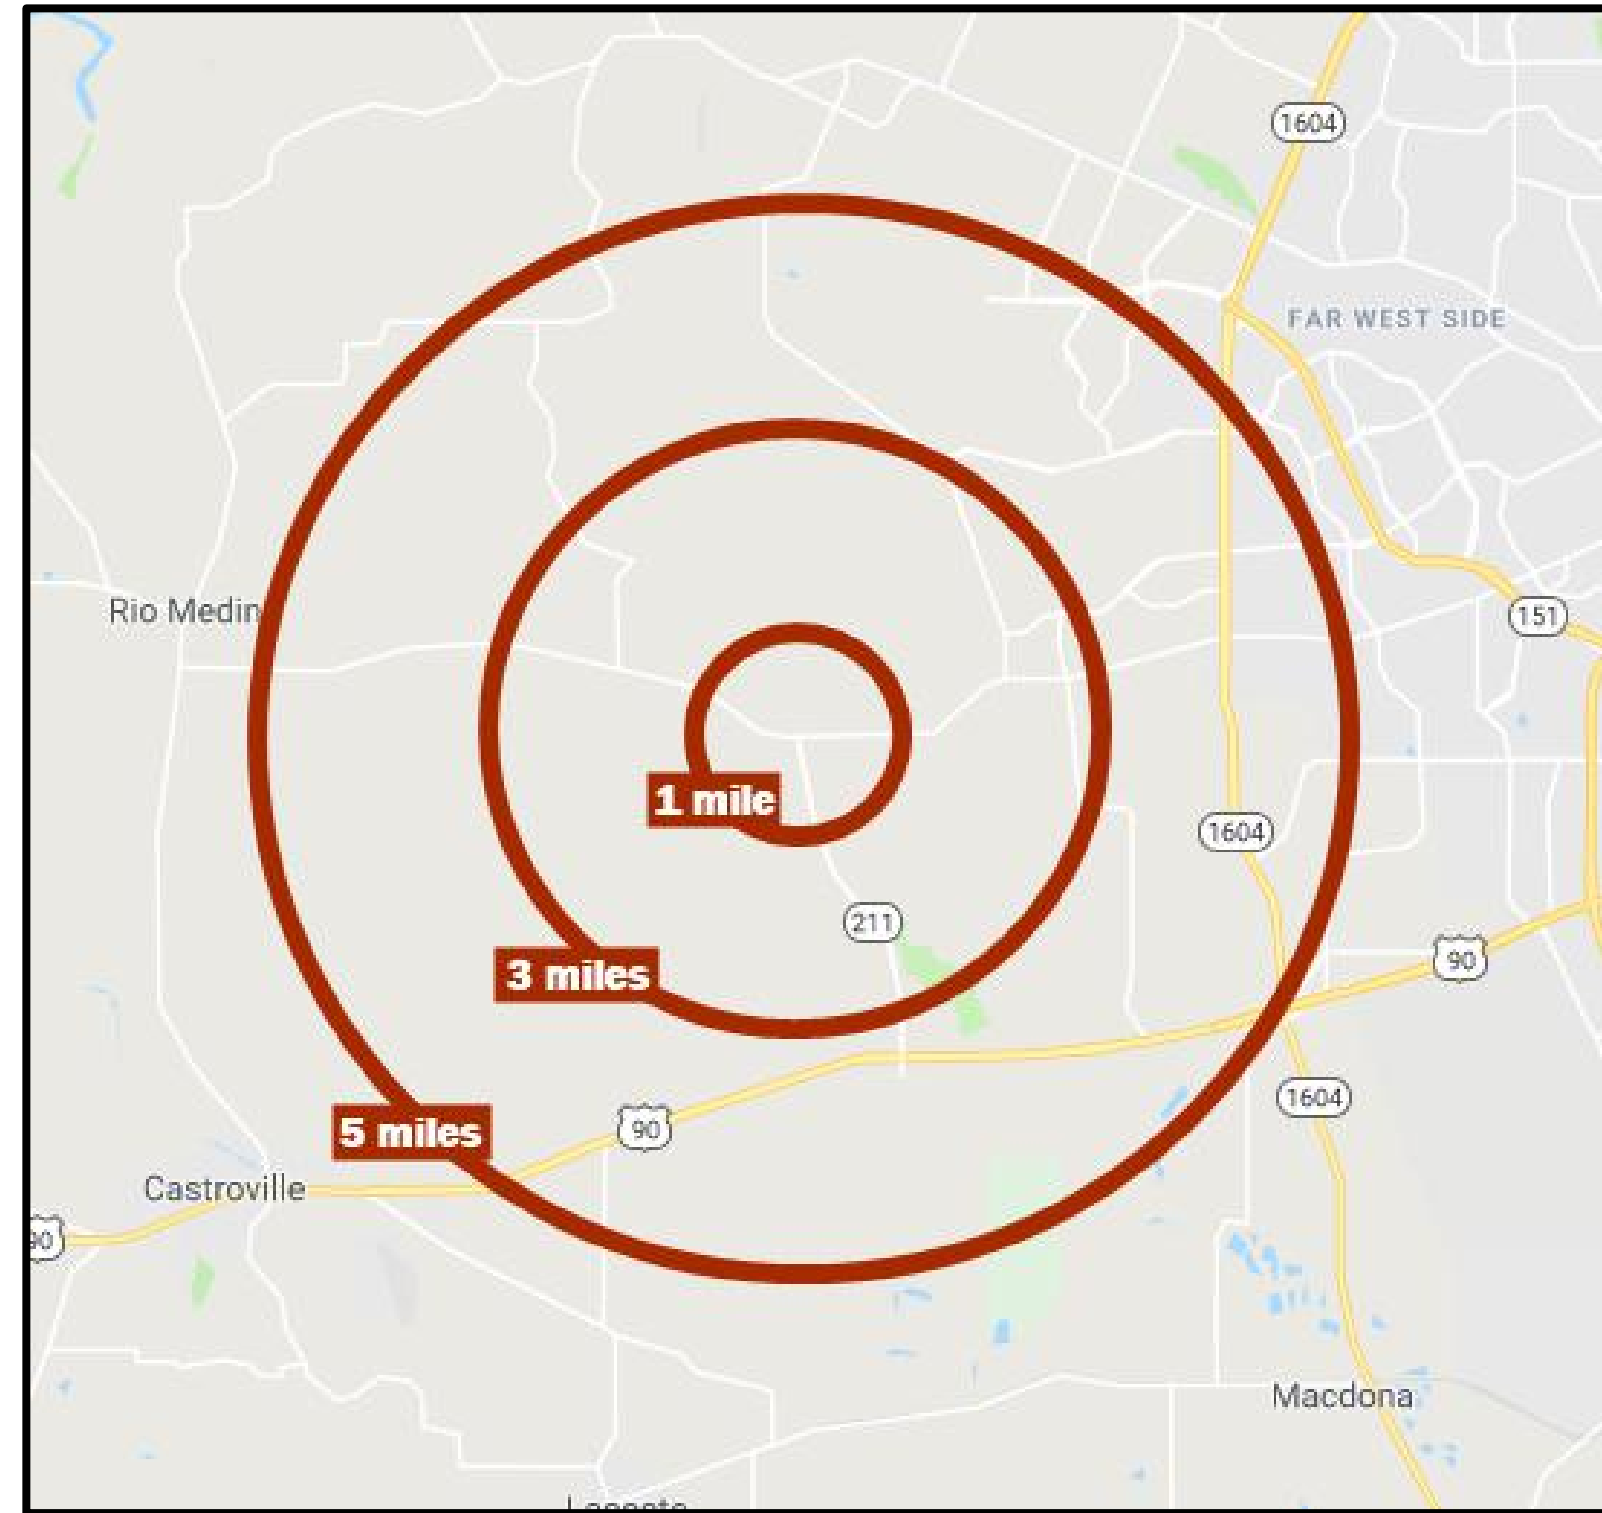 1604
FAR WEST SIDE
Rio Medin
151
1 mile
1604
211
3 miles
90
5 miles
90
1604
Castroville
90
Macdona